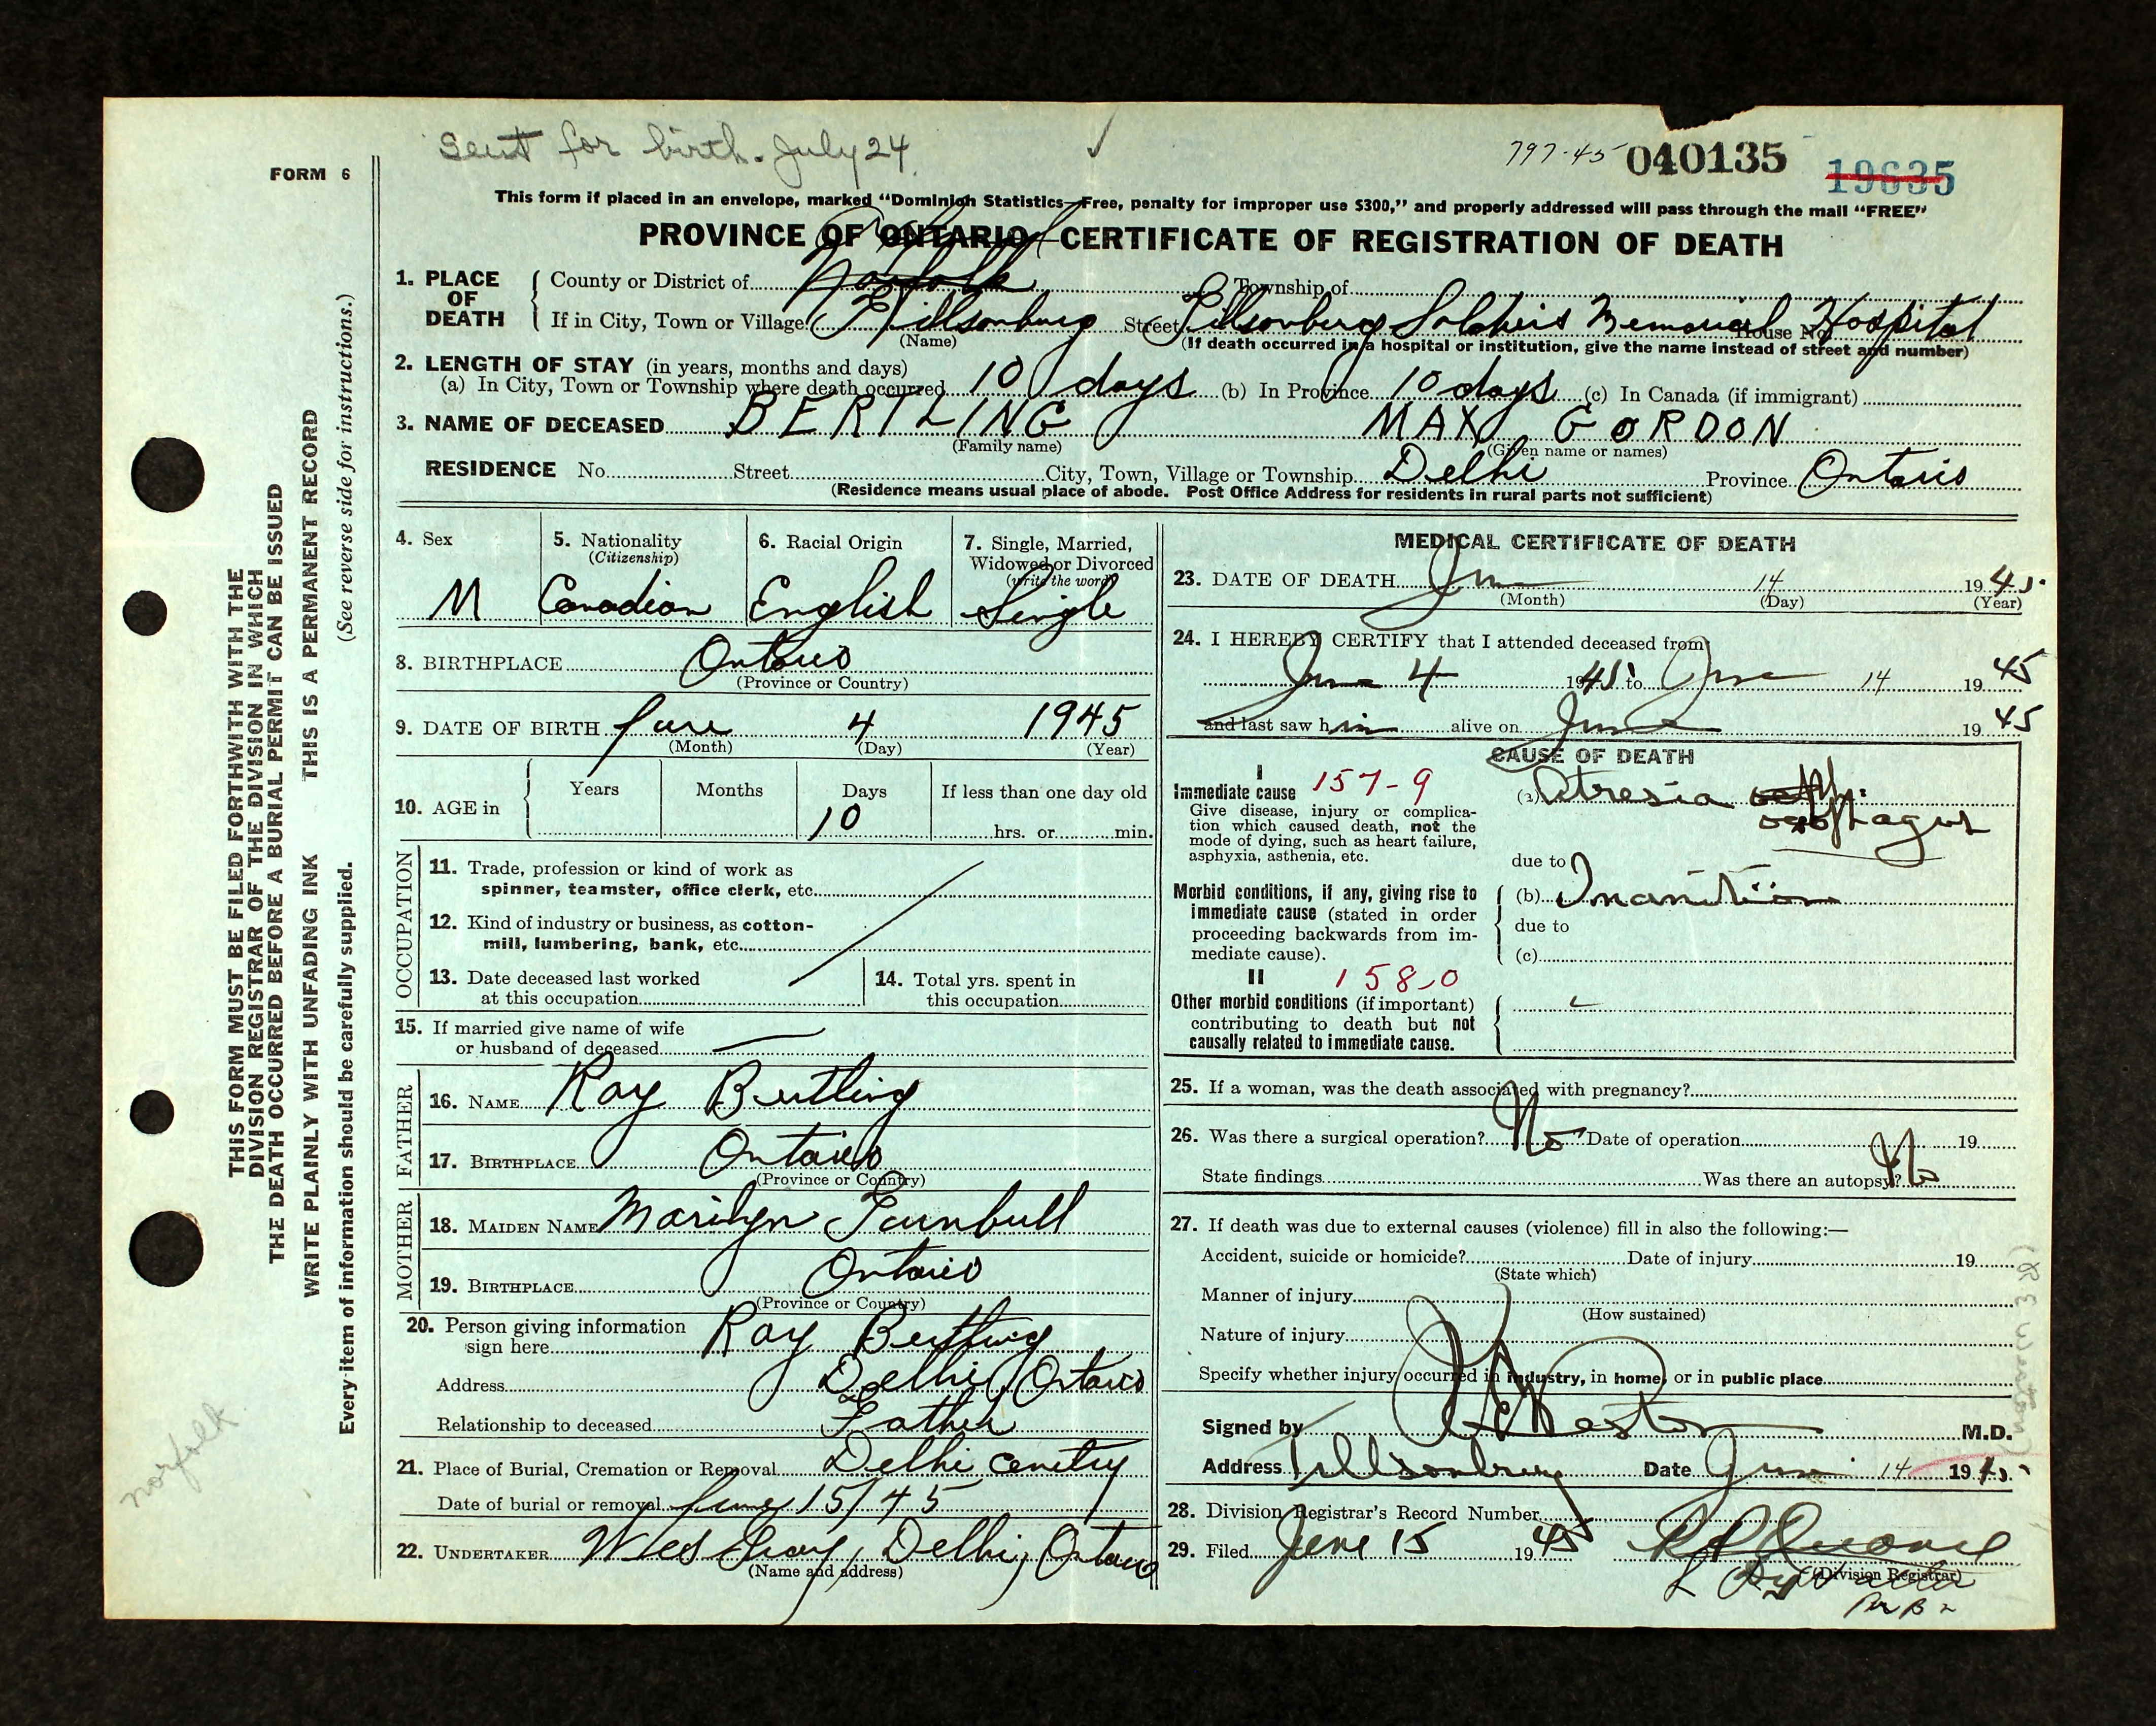 sent for birth. July 24
797-45 040135 19635
FORM 6
This form if placed in an envelope, marked “Dominion Statistics—Free, penalty for improper use $300,” and properly addressed will pass through the mail “FREE”
PROVINCE OF ONTARIO—CERTIFICATE OF REGISTRATION OF DEATH
1. PLACE OF DEATH
County or District of Norfolk Township of
If in City, Town or Village Tillsonburg Street Tillsonburg Soldiers Memorial Hospital House No.
(Name) (If death occurred in a hospital or institution, give the name instead of street and number)
2. LENGTH OF STAY (in years, months and days)
(a) In City, Town or Township where death occurred 10 days (b) In Province 10 days (c) In Canada (if immigrant)
3. NAME OF DECEASED BERTLING MAX GORDON
(Family name) (Given name or names)
RESIDENCE No. Street City, Town, Village or Township Delhi Province Ontario
(Residence means usual place of abode. Post Office Address for residents in rural parts not sufficient)
4. Sex
M
5. Nationality
(Citizenship)
Canadian
6. Racial Origin
English
7. Single, Married,
Widowed or Divorced
(write the word)
Single
8. BIRTHPLACE Ontario
(Province or Country)
9. DATE OF BIRTH June 4 1945
(Month) (Day) (Year)
10. AGE in
Years Months Days If less than one day old
10 hrs. or min.
OCCUPATION
11. Trade, profession or kind of work as
spinner, teamster, office clerk, etc.
12. Kind of industry or business, as cotton-
mill, lumbering, bank, etc.
13. Date deceased last worked
at this occupation
14. Total yrs. spent in
this occupation
15. If married give name of wife
or husband of deceased —
FATHER
16. NAME Roy Bertling
17. BIRTHPLACE Ontario
(Province or Country)
MOTHER
18. MAIDEN NAME Marilyn Turnbull
19. BIRTHPLACE Ontario
(Province or Country)
20. Person giving information
sign here Roy Bertling
Address Delhi Ontario
Relationship to deceased Father
21. Place of Burial, Cremation or Removal Delhi Cemetry
Date of burial or removal June 15/45
22. UNDERTAKER Wes Gray, Delhi, Ontario
(Name and address)
MEDICAL CERTIFICATE OF DEATH
23. DATE OF DEATH June 14 1945.
(Month) (Day) (Year)
24. I HEREBY CERTIFY that I attended deceased from
June 4 1945 to June 14 1945
and last saw him alive on June 1945
CAUSE OF DEATH
I
Immediate cause 157-9
Give disease, injury or complica-
tion which caused death, not the
mode of dying, such as heart failure,
asphyxia, asthenia, etc.
(a) Atresia
oesophagus
due to
Morbid conditions, if any, giving rise to
immediate cause (stated in order
proceeding backwards from im-
mediate cause).
(b) Inanition
due to
(c)
II 158.0
Other morbid conditions (if important)
contributing to death but not
causally related to immediate cause.
25. If a woman, was the death associated with pregnancy?
26. Was there a surgical operation? No Date of operation 19
State findings Was there an autopsy? No
27. If death was due to external causes (violence) fill in also the following:—
Accident, suicide or homicide? Date of injury 19
(State which)
Manner of injury
(How sustained)
Nature of injury
Specify whether injury occurred in industry, in home, or in public place
Signed by Weston M.D.
Address Tillsonburg Date June 14 1945.
28. Division Registrar's Record Number
29. Filed June 15 1945
(Division Registrar)
THIS FORM MUST BE FILED FORTHWITH WITH THE
DIVISION REGISTRAR OF THE DIVISION IN WHICH
THE DEATH OCCURRED BEFORE A BURIAL PERMIT CAN BE ISSUED
WRITE PLAINLY WITH UNFADING INK THIS IS A PERMANENT RECORD
Every item of information should be carefully supplied. (See reverse side for instructions.)
norfolk